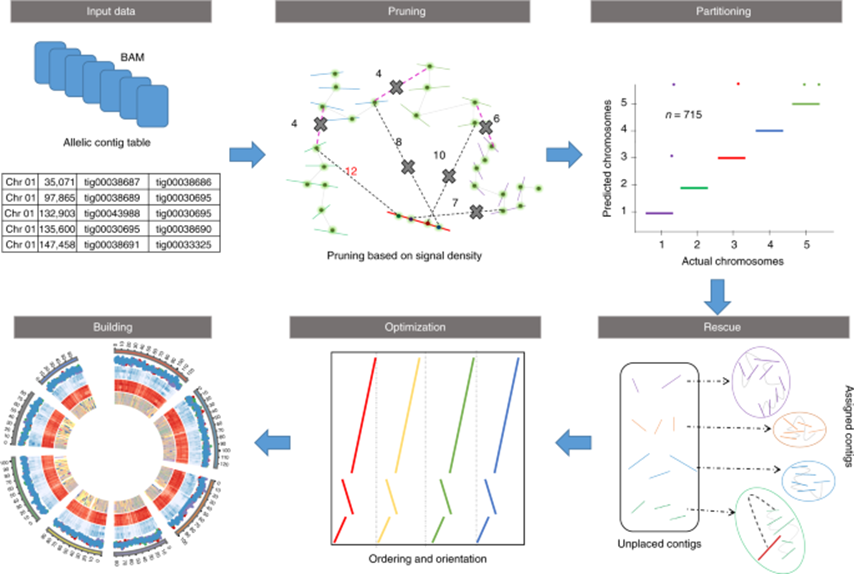 Input data
BAM
Allelic contig table
Chr 01 35,071 tig00038687 tig00038686
Chr 01 97,865 tig00038689 tig00030695
Chr 01 132,903 tig00043988 tig00030695
Chr 01 135,600 tig00030695 tig00038690
Chr 01 147,458 tig00038691 tig00033325
Pruning
4
4
6
8
10
12
7
Pruning based on signal density
Partitioning
Predicted chromosomes
5
4
3
2
1
n = 715
1 2 3 4 5
Actual chromosomes
Rescue
Assigned contigs
Unplaced contigs
Optimization
Ordering and orientation
Building